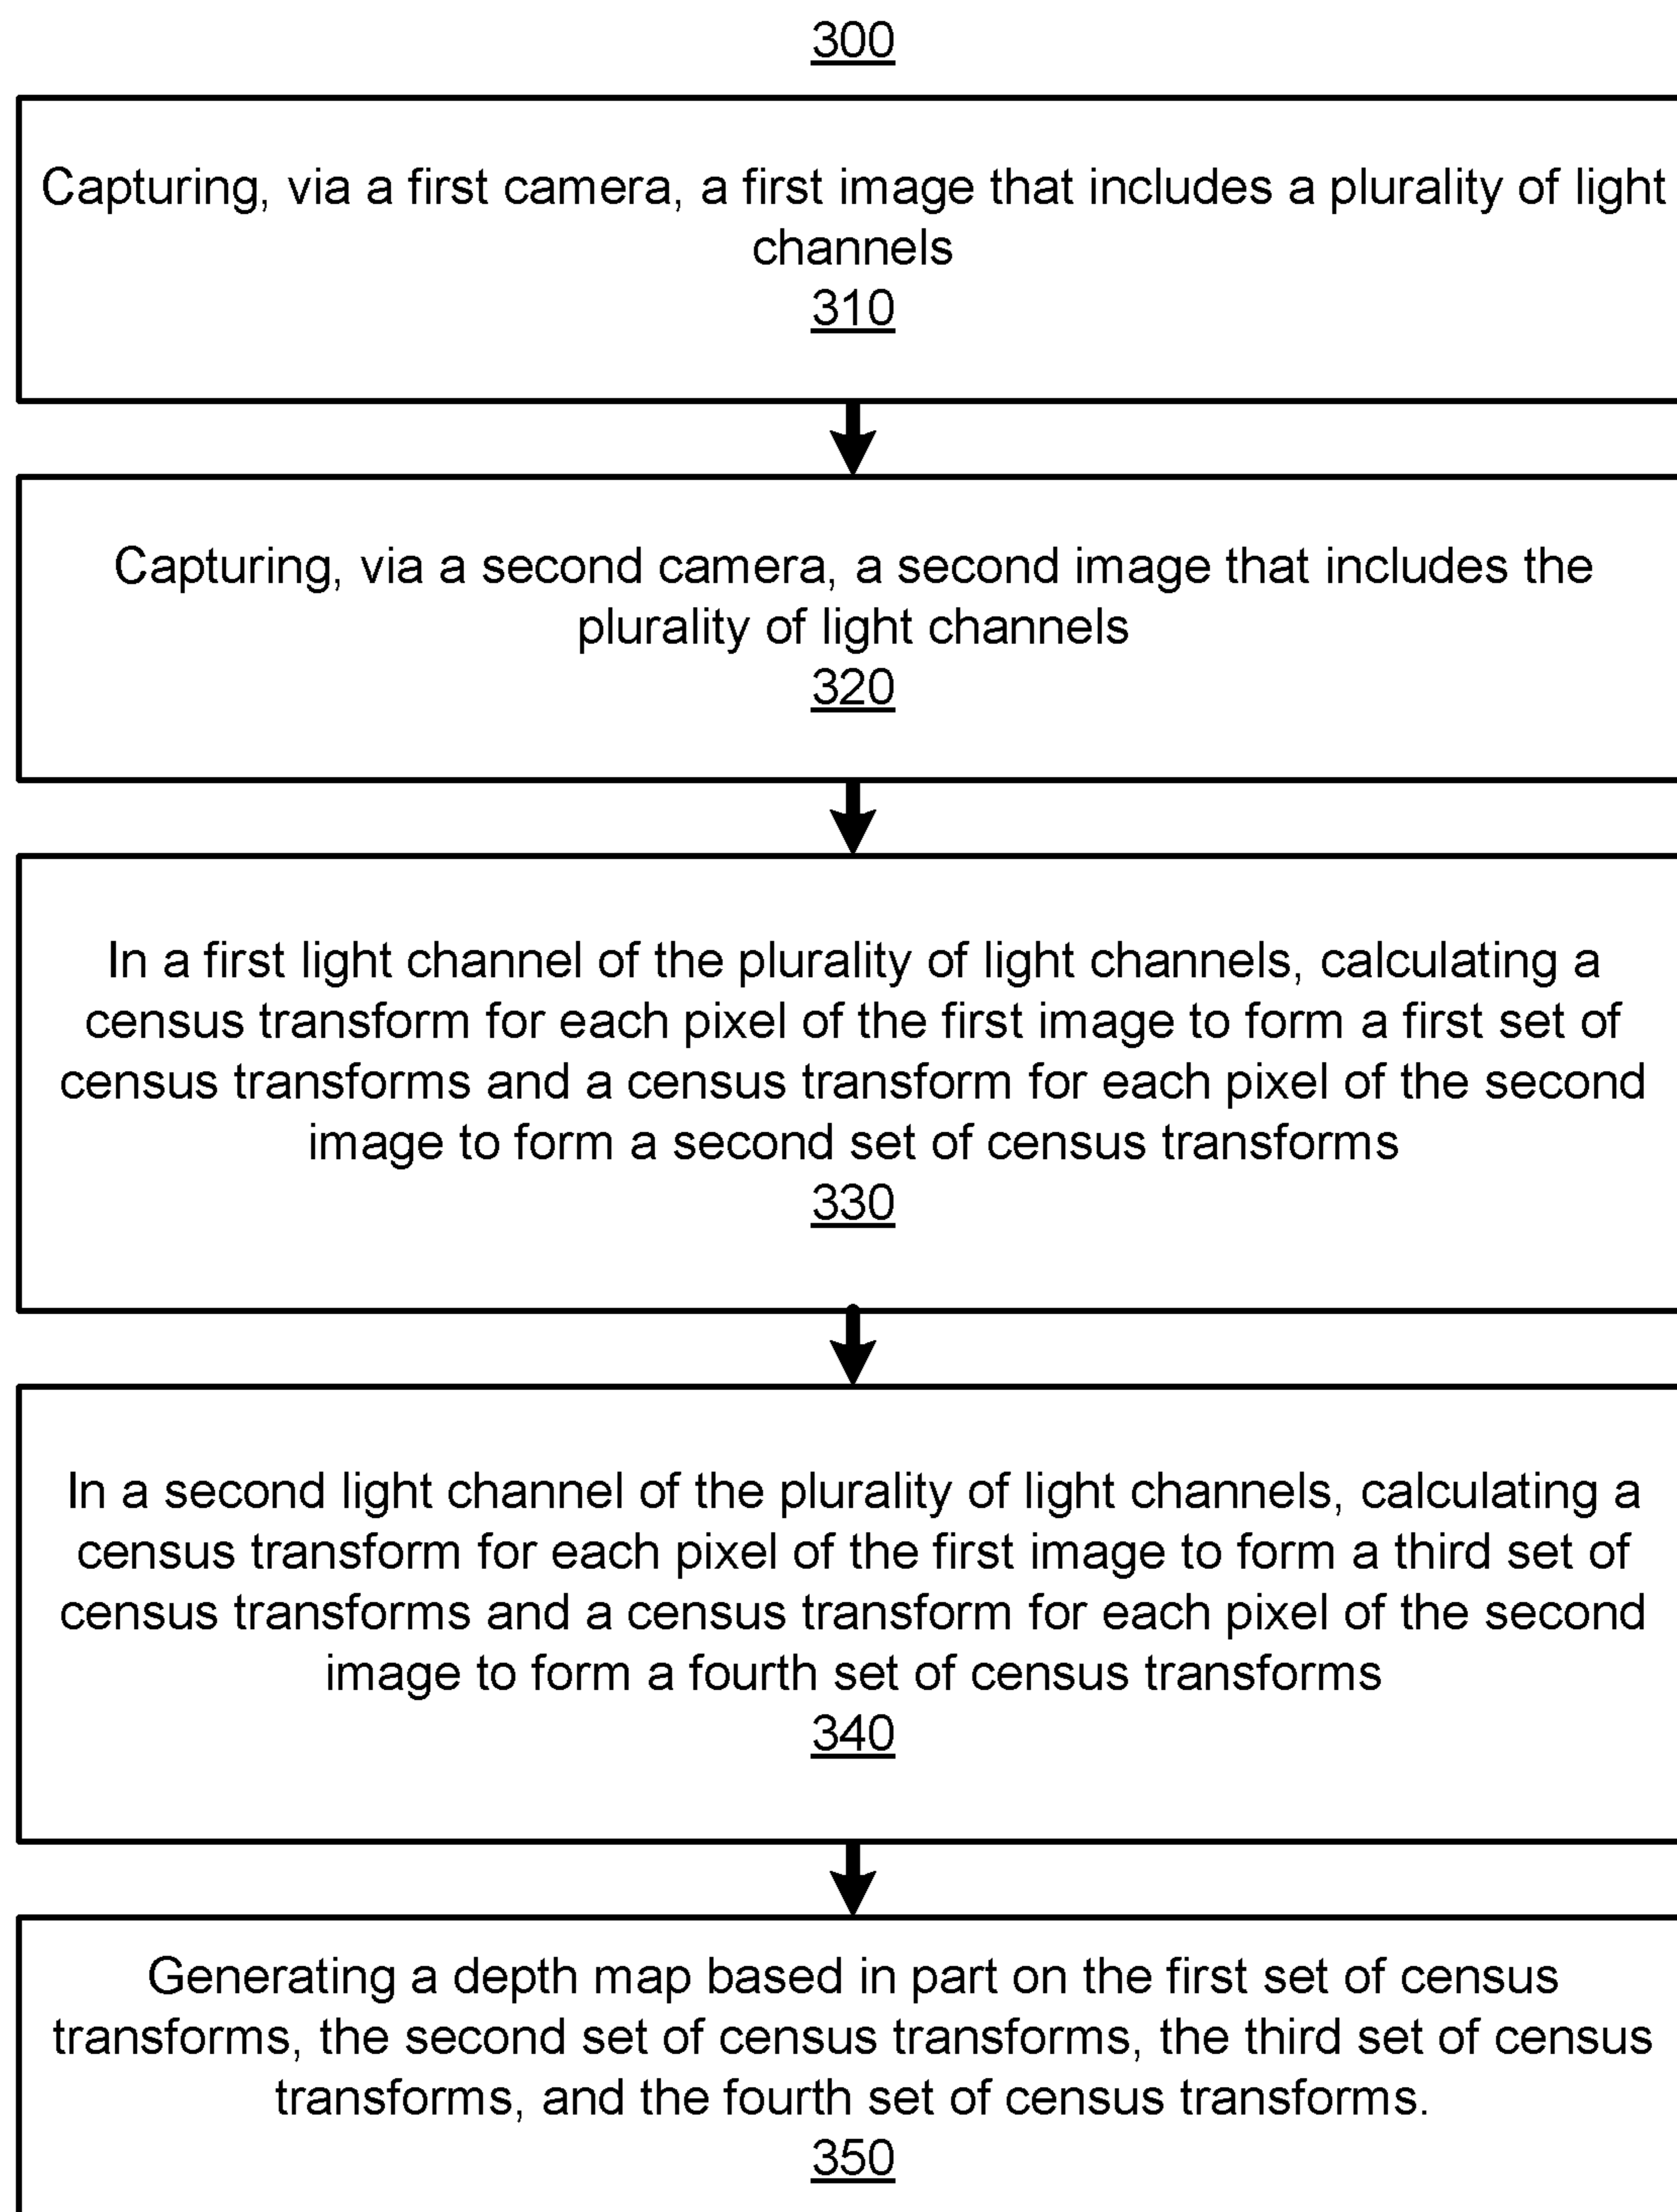 300
Capturing, via a first camera, a first image that includes a plurality of light
channels
310
Capturing, via a second camera, a second image that includes the
plurality of light channels
320
In a first light channel of the plurality of light channels, calculating a
census transform for each pixel of the first image to form a first set of
census transforms and a census transform for each pixel of the second
image to form a second set of census transforms
330
In a second light channel of the plurality of light channels, calculating a
census transform for each pixel of the first image to form a third set of
census transforms and a census transform for each pixel of the second
image to form a fourth set of census transforms
340
Generating a depth map based in part on the first set of census
transforms, the second set of census transforms, the third set of census
transforms, and the fourth set of census transforms.
350